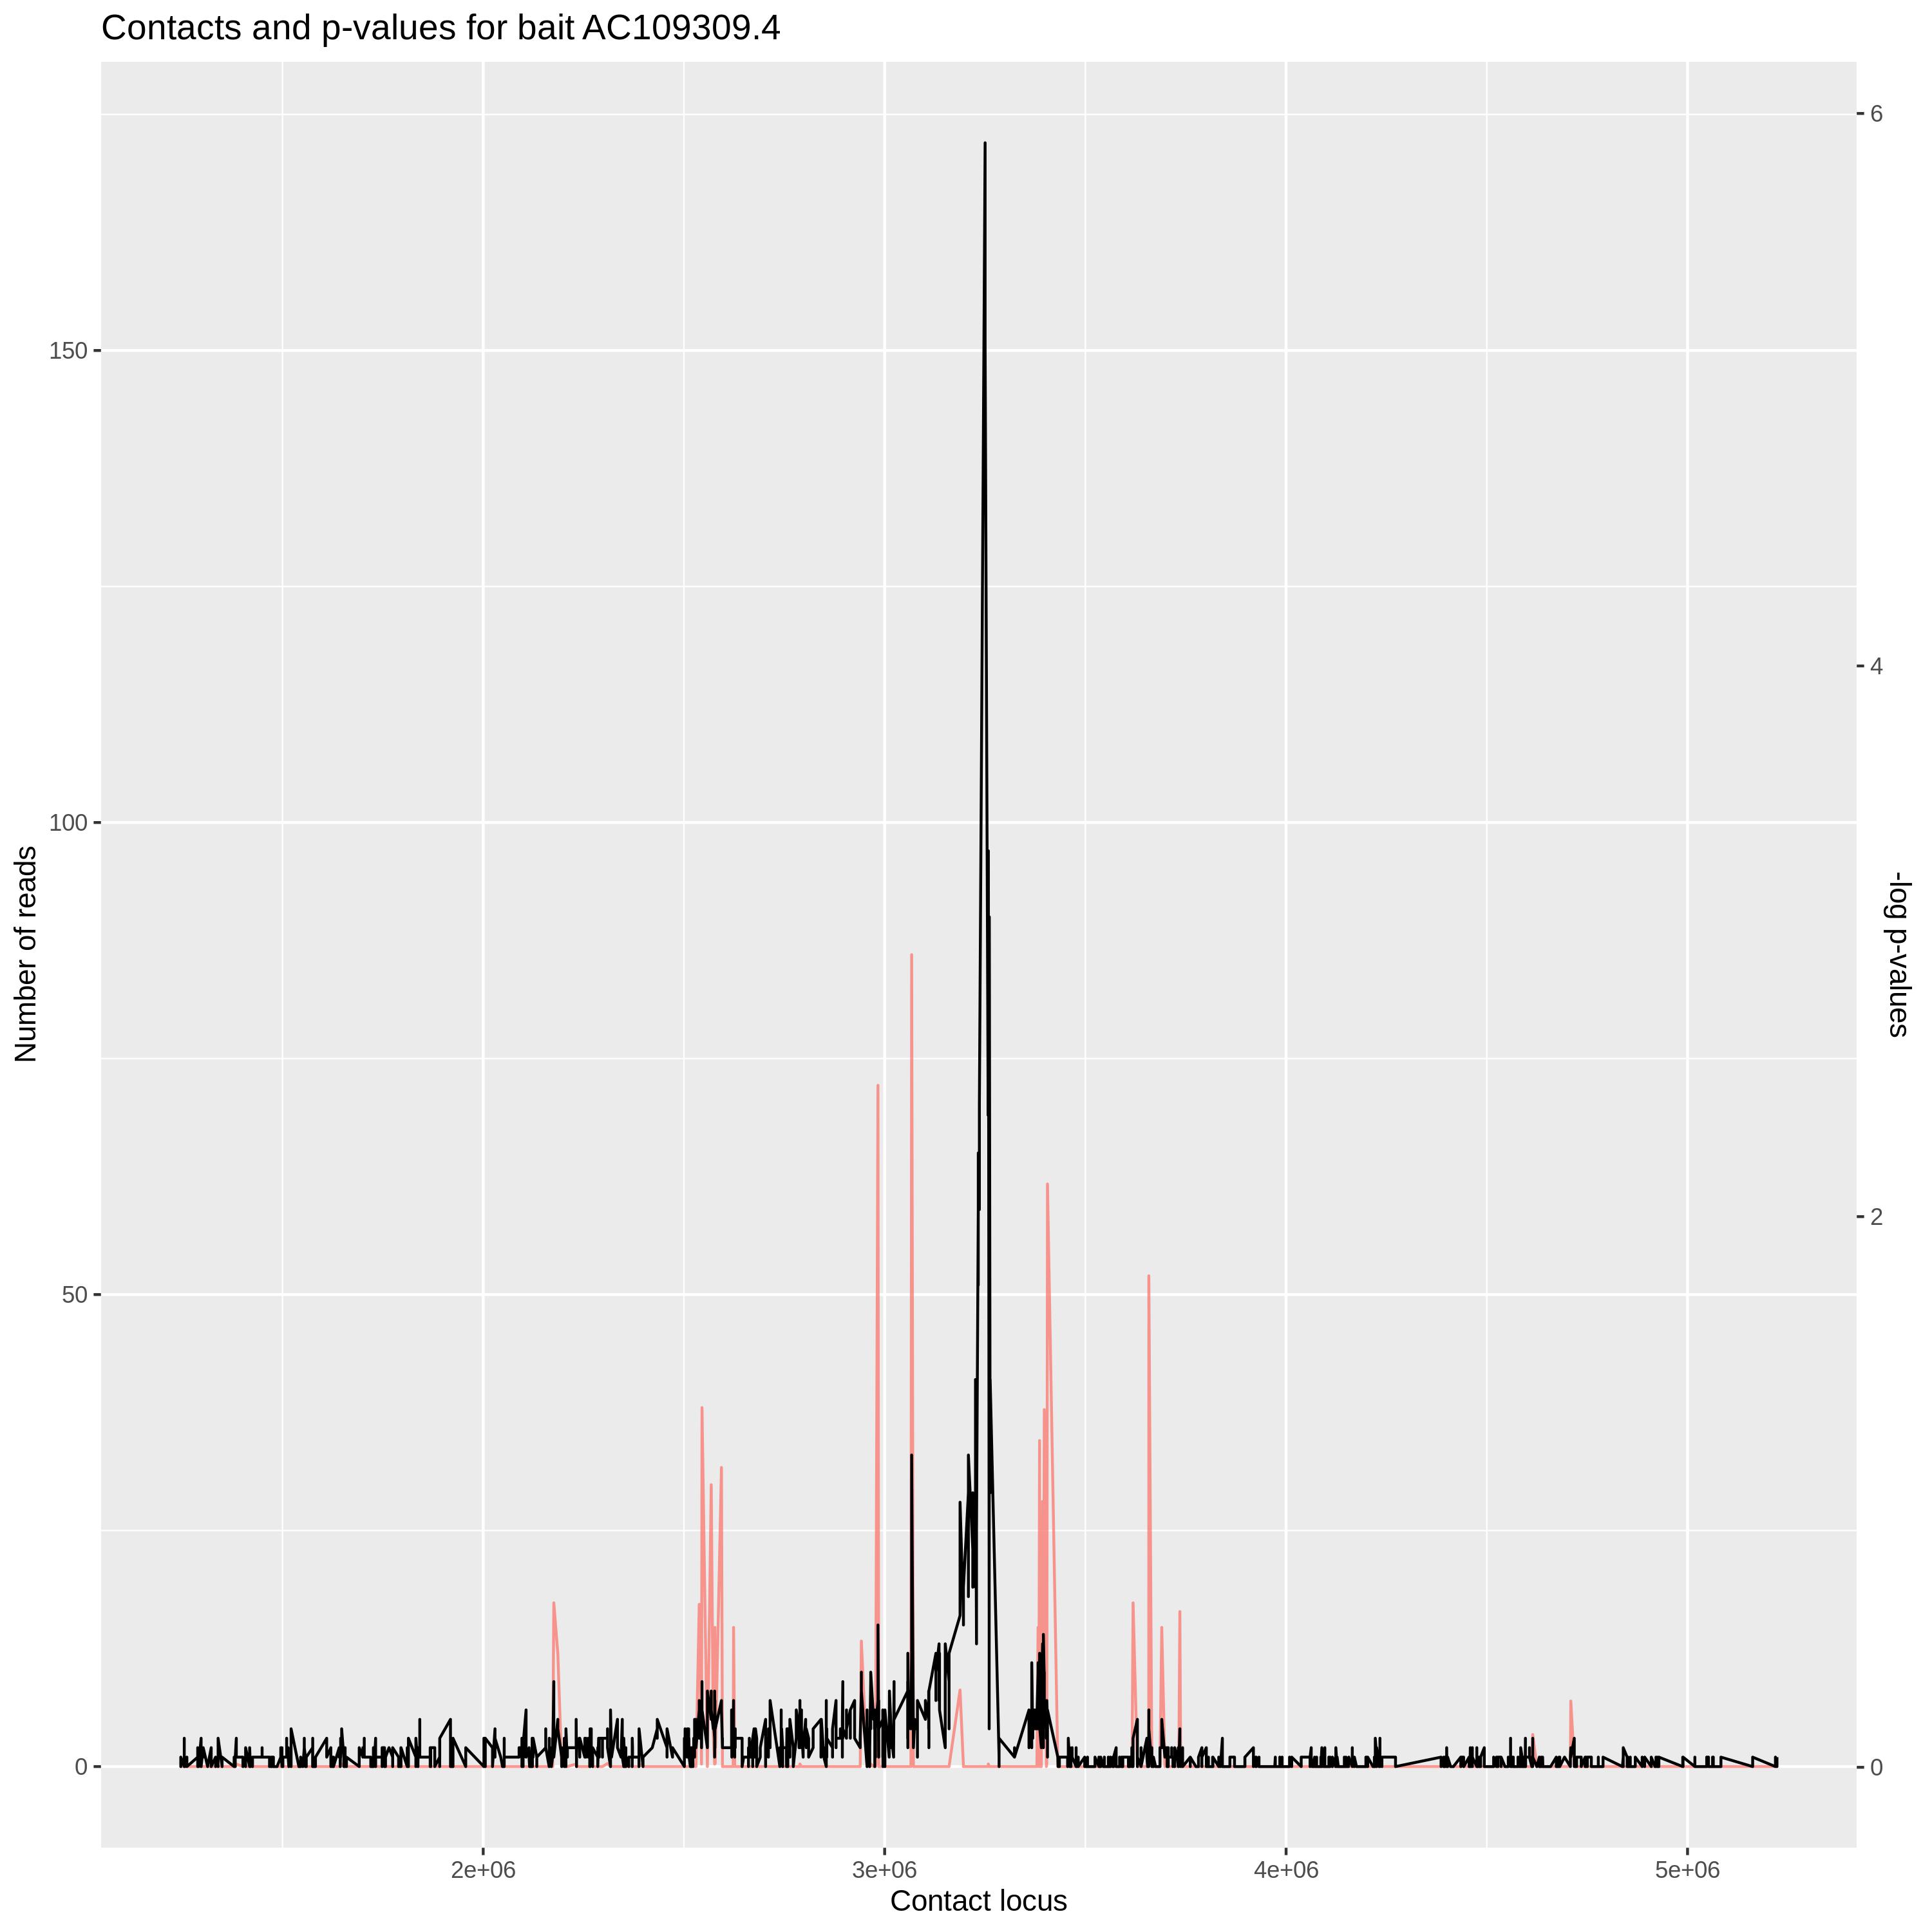 Contacts and p-values for bait AC109309.4
6
150
4
100
Number of reads
-log p-values
2
50
0
0
2e+06
3e+06
4e+06
5e+06
Contact locus